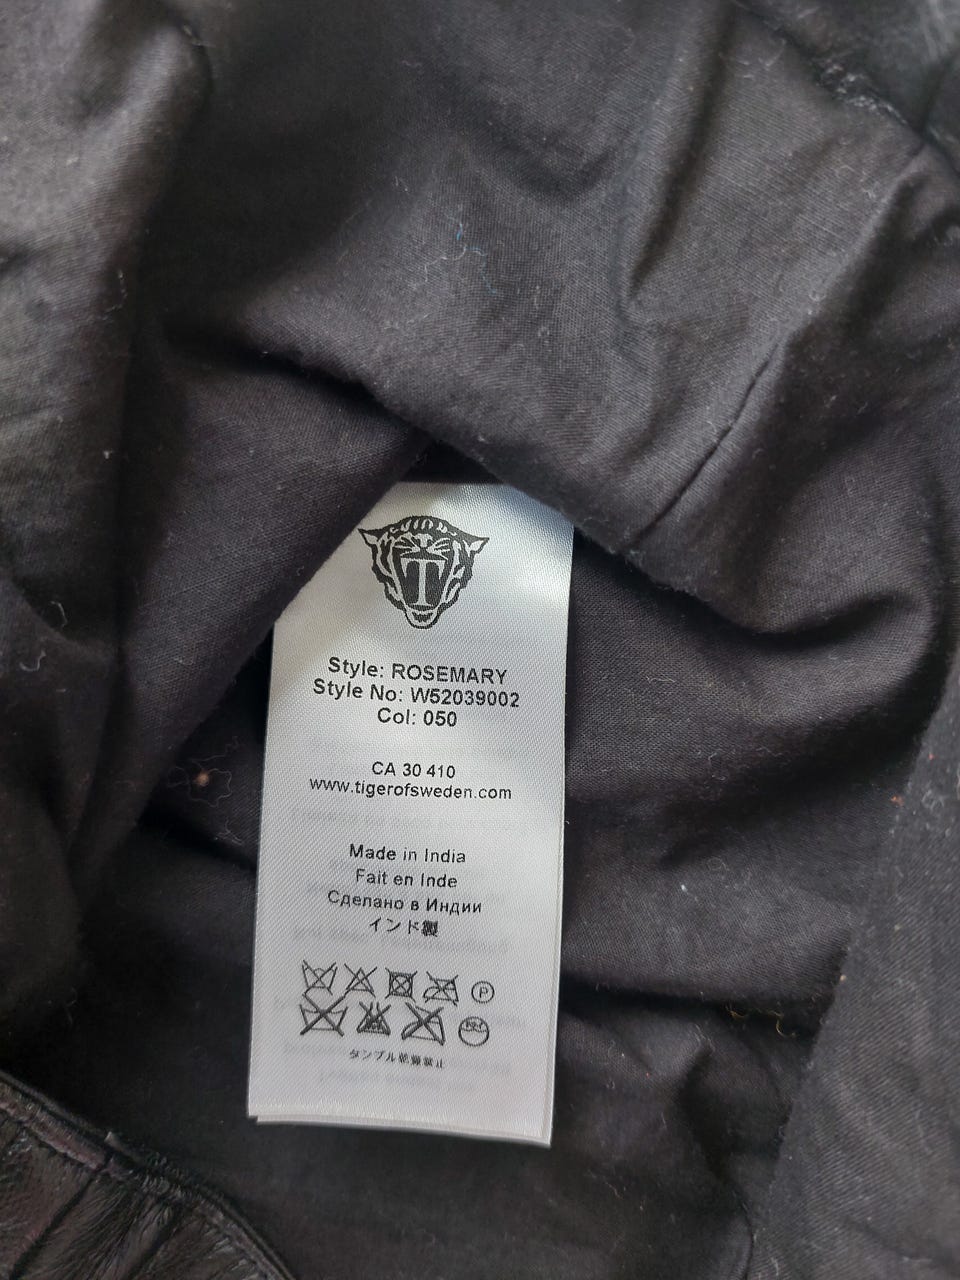 T
Style: ROSEMARY
Style No: W52039002
Col: 050
CA 30 410
www.tigerofsweden.com
Made in India
Fait en Inde
Сделано в Индии
インド製
P
タンブル乾燥禁止